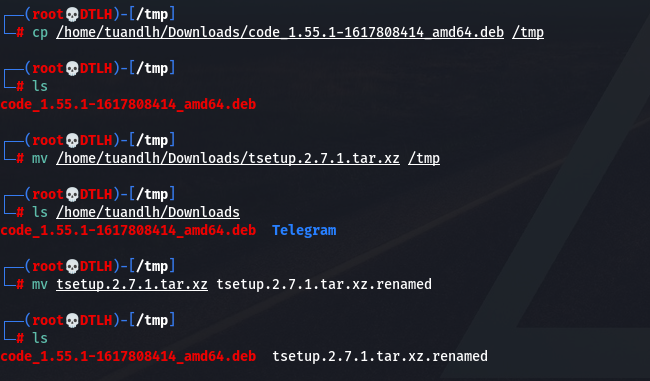 ┌──(root💀DTLH)-[/tmp]
└─# cp /home/tuandlh/Downloads/code_1.55.1-1617808414_amd64.deb /tmp
┌──(root💀DTLH)-[/tmp]
└─# ls
code_1.55.1-1617808414_amd64.deb
┌──(root💀DTLH)-[/tmp]
└─# mv /home/tuandlh/Downloads/tsetup.2.7.1.tar.xz /tmp
┌──(root💀DTLH)-[/tmp]
└─# ls /home/tuandlh/Downloads
code_1.55.1-1617808414_amd64.deb  Telegram
┌──(root💀DTLH)-[/tmp]
└─# mv tsetup.2.7.1.tar.xz tsetup.2.7.1.tar.xz.renamed
┌──(root💀DTLH)-[/tmp]
└─# ls
code_1.55.1-1617808414_amd64.deb  tsetup.2.7.1.tar.xz.renamed